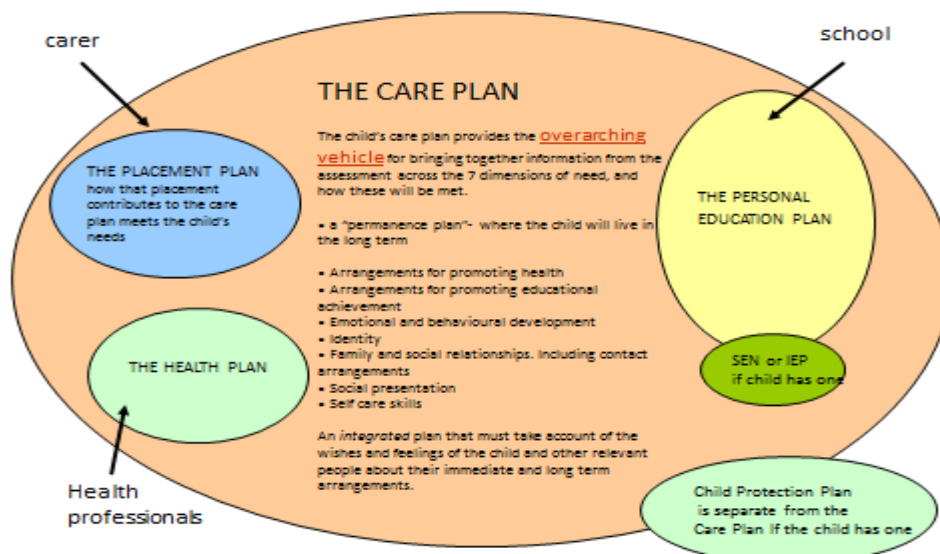 carer
school
THE CARE PLAN
The child's care plan provides the overarching
vehicle for bringing together information from the
assessment across the 7 dimensions of need, and
how these will be met.
• a "permanence plan"- where the child will live in
the long term
• Arrangements for promoting health
• Arrangements for promoting educational
achievement
• Emotional and behavioural development
• Identity
• Family and social relationships. Including contact
arrangements
• Social presentation
• Self care skills
An integrated plan that must take account of the
wishes and feelings of the child and other relevant
people about their immediate and long term
arrangements.
THE PLACEMENT PLAN
how that placement
contributes to the care
plan meets the child's
needs
THE HEALTH PLAN
Health
professionals
THE PERSONAL
EDUCATION PLAN
SEN or IEP
if child has one
Child Protection Plan
is separate from the
Care Plan If the child has one